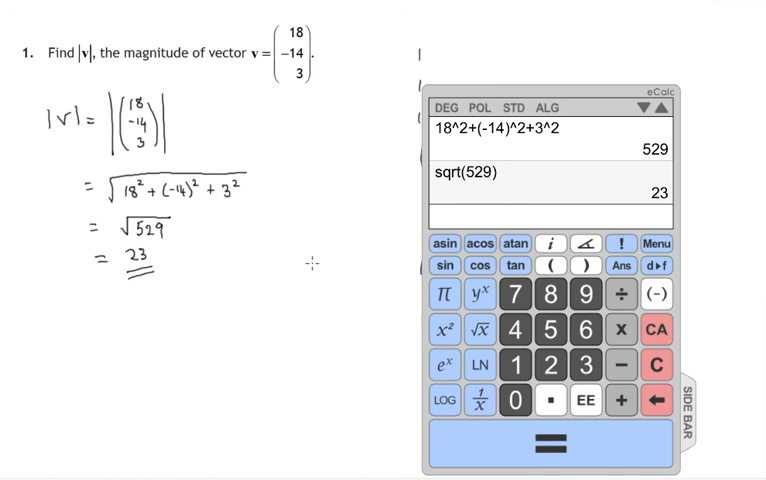 1. Find |v|, the magnitude of vector v = ( 18 -14 3 ).
|v| = | ( 18 -14 3 ) |
= √18² + (-14)² + 3²
= √529
= 23
eCalc
DEG POL STD ALG
18^2+(-14)^2+3^2
529
sqrt(529)
23
asin acos atan i ∠ ! Menu
sin cos tan ( ) Ans d▸f
π yˣ 7 8 9 ÷ (−)
x² √x 4 5 6 x CA
eˣ LN 1 2 3 − C
LOG 1/x 0 . EE + ←
=
SIDE BAR